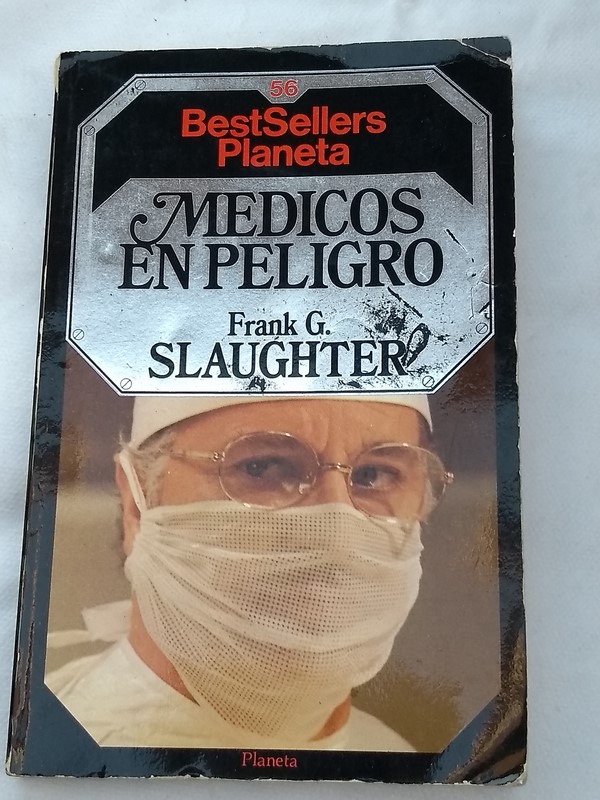 56
BestSellers
Planeta
MEDICOS
EN PELIGRO
Frank G.
SLAUGHTER
Planeta